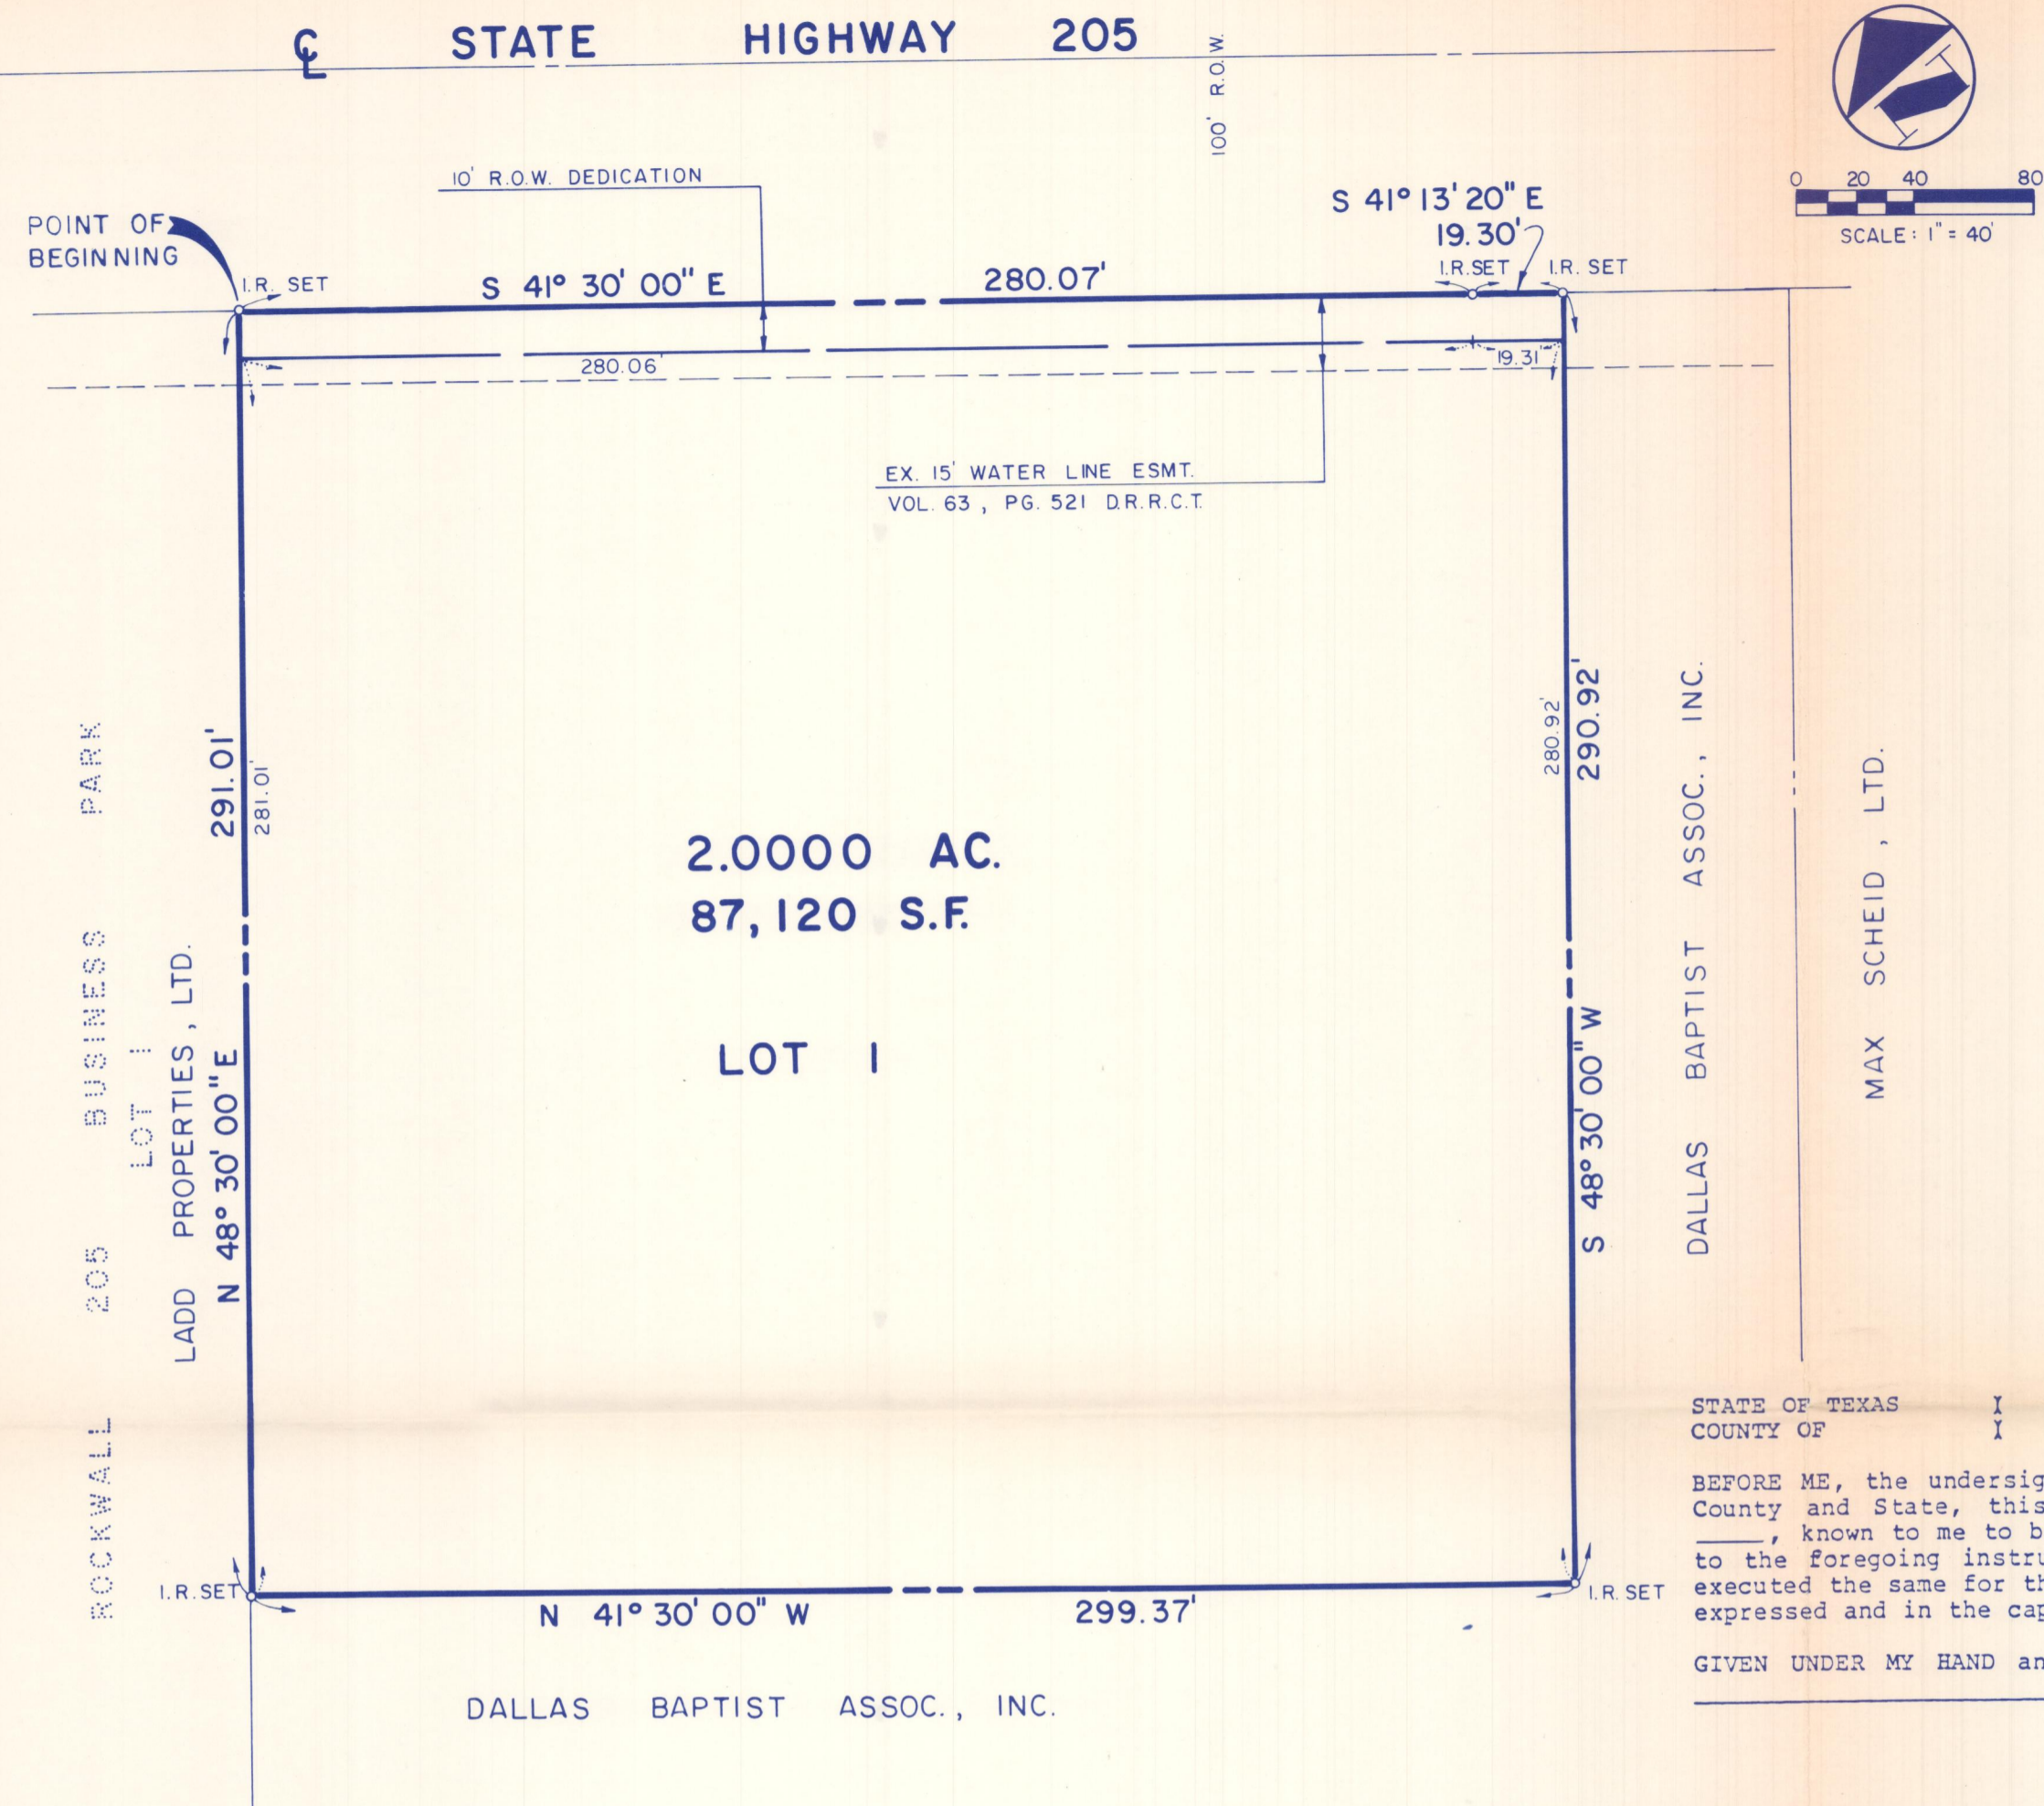 ℄ STATE HIGHWAY 205
100' R.O.W.
0 20 40 80
SCALE: 1" = 40'
10' R.O.W. DEDICATION
POINT OF
BEGINNING
S 41° 13' 20" E
19.30'
I.R. SET
S 41° 30' 00" E 280.07'
I.R. SET
I.R. SET
280.06'
19.31'
EX. 15' WATER LINE ESMT.
VOL. 63, PG. 521 D.R.R.C.T.
291.01'
281.01'
N 48° 30' 00" E
LADD PROPERTIES, LTD.
LOT 1
ROCKWALL 205 BUSINESS PARK
2.0000 AC.
87,120 S.F.
LOT 1
280.92'
290.92'
S 48° 30' 00" W
DALLAS BAPTIST ASSOC., INC.
MAX SCHEID, LTD.
I.R. SET
N 41° 30' 00" W 299.37'
I.R. SET
DALLAS BAPTIST ASSOC., INC.
STATE OF TEXAS
COUNTY OF
BEFORE ME, the undersig
County and State, this
_____, known to me to b
to the foregoing instru
executed the same for th
expressed and in the cap
GIVEN UNDER MY HAND an